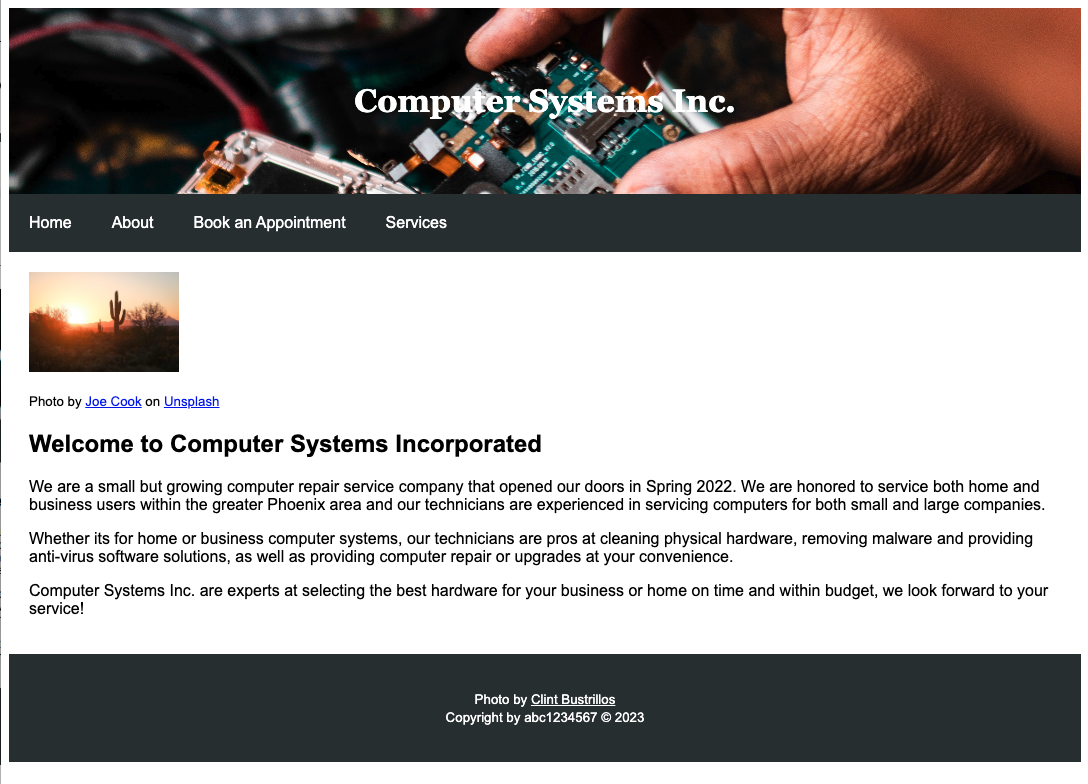 Computer Systems Inc.
Home About Book an Appointment Services
Photo by Joe Cook on Unsplash
Welcome to Computer Systems Incorporated
We are a small but growing computer repair service company that opened our doors in Spring 2022. We are honored to service both home and
business users within the greater Phoenix area and our technicians are experienced in servicing computers for both small and large companies.
Whether its for home or business computer systems, our technicians are pros at cleaning physical hardware, removing malware and providing
anti-virus software solutions, as well as providing computer repair or upgrades at your convenience.
Computer Systems Inc. are experts at selecting the best hardware for your business or home on time and within budget, we look forward to your
service!
Photo by Clint Bustrillos
Copyright by abc1234567 © 2023